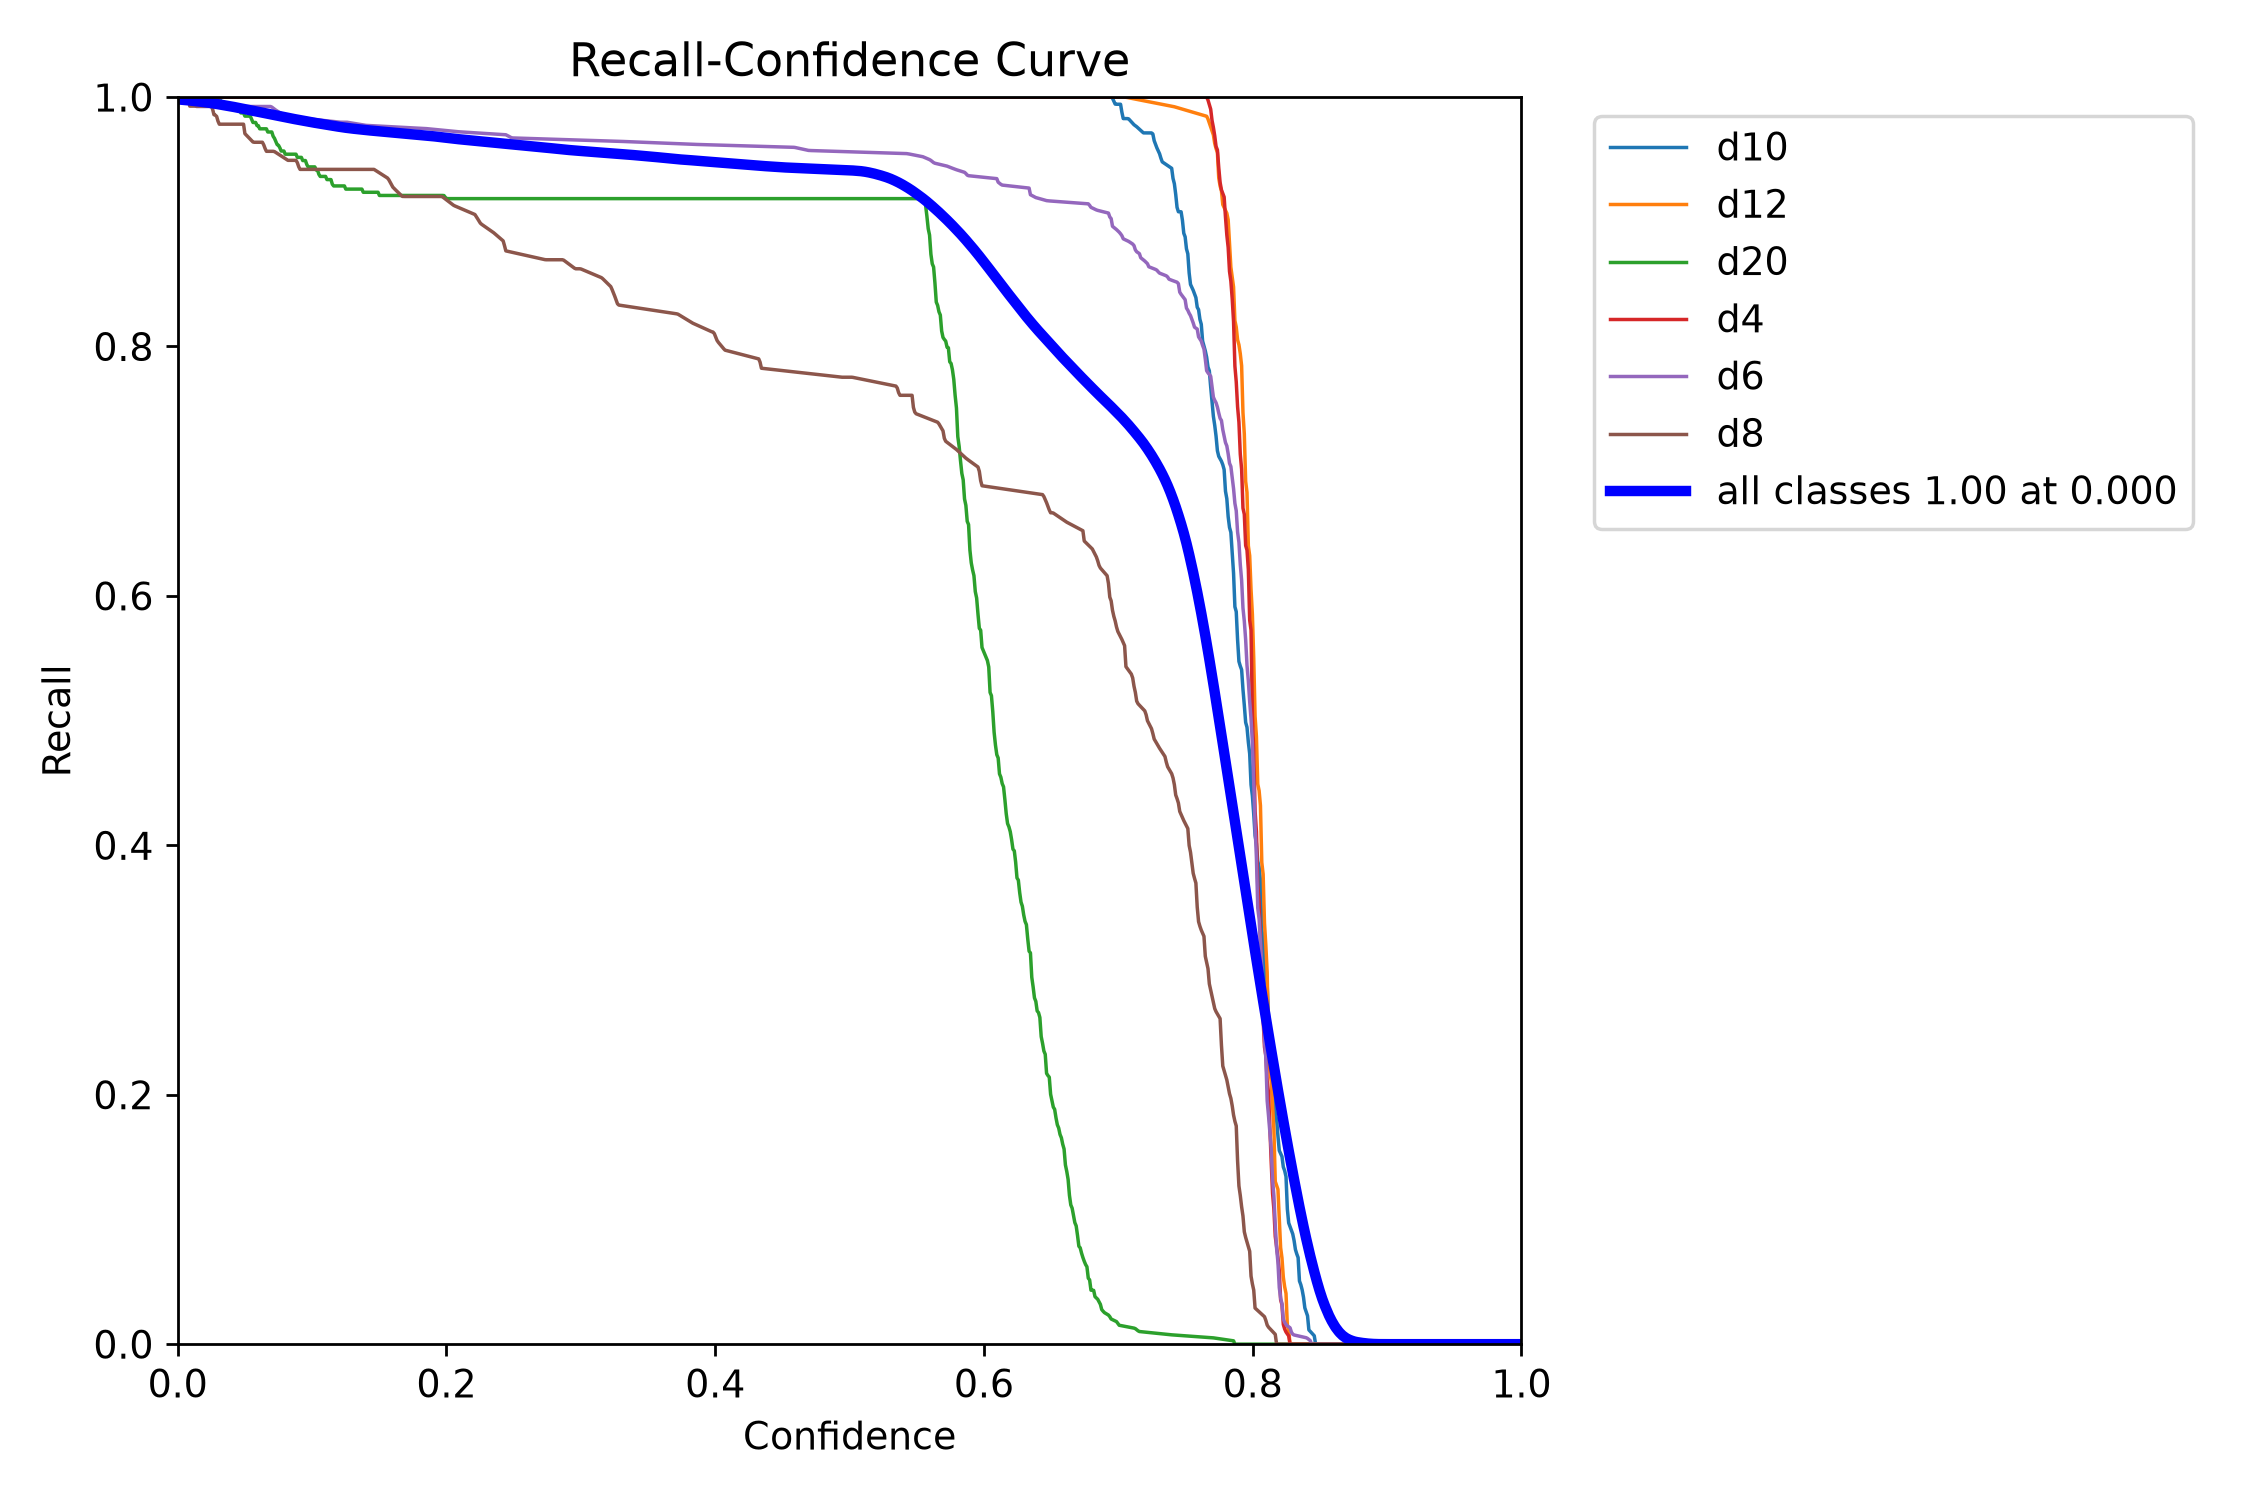 Recall-Confidence Curve
1.0
0.8
0.6
0.4
0.2
0.0
Recall
0.0 0.2 0.4 0.6 0.8 1.0
Confidence
d10
d12
d20
d4
d6
d8
all classes 1.00 at 0.000